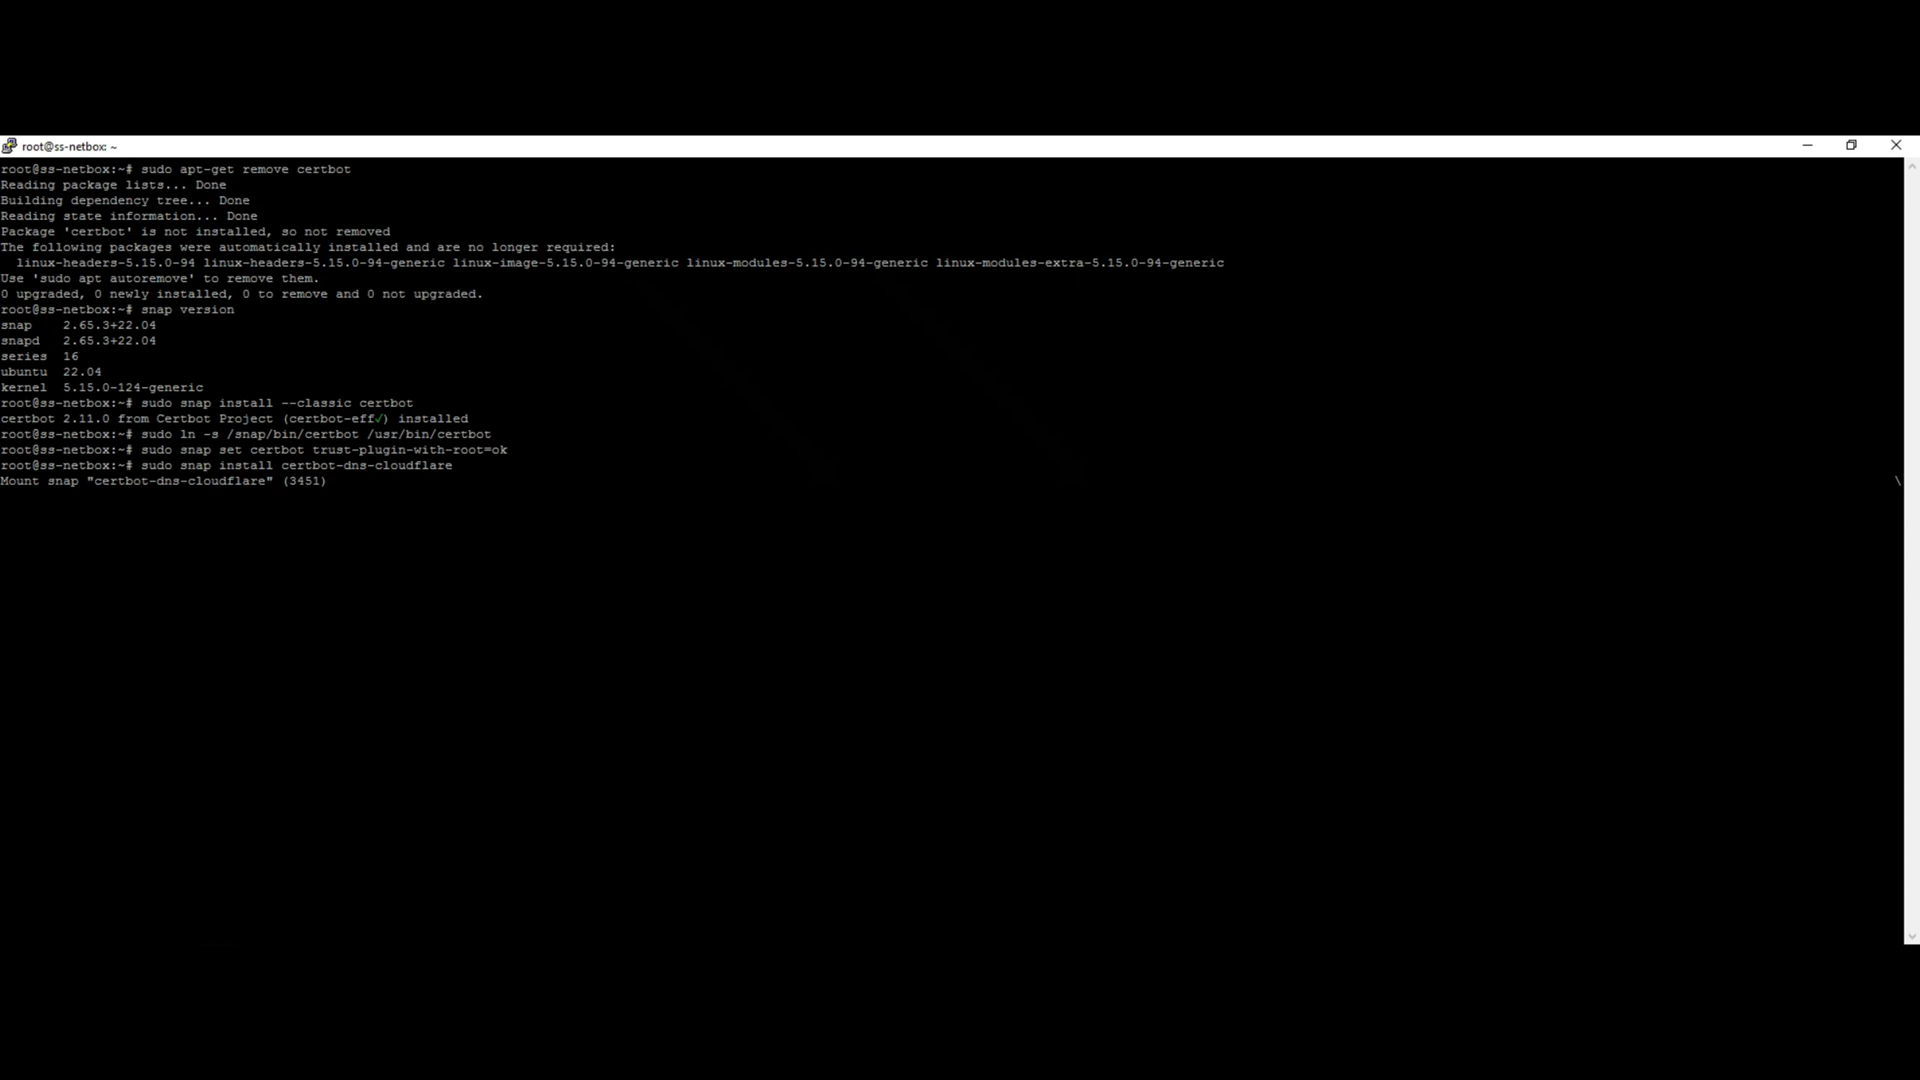 root@ss-netbox: ~
root@ss-netbox:~# sudo apt-get remove certbot
Reading package lists... Done
Building dependency tree... Done
Reading state information... Done
Package 'certbot' is not installed, so not removed
The following packages were automatically installed and are no longer required:
  linux-headers-5.15.0-94 linux-headers-5.15.0-94-generic linux-image-5.15.0-94-generic linux-modules-5.15.0-94-generic linux-modules-extra-5.15.0-94-generic
Use 'sudo apt autoremove' to remove them.
0 upgraded, 0 newly installed, 0 to remove and 0 not upgraded.
root@ss-netbox:~# snap version
snap    2.65.3+22.04
snapd   2.65.3+22.04
series  16
ubuntu  22.04
kernel  5.15.0-124-generic
root@ss-netbox:~# sudo snap install --classic certbot
certbot 2.11.0 from Certbot Project (certbot-eff✓) installed
root@ss-netbox:~# sudo ln -s /snap/bin/certbot /usr/bin/certbot
root@ss-netbox:~# sudo snap set certbot trust-plugin-with-root=ok
root@ss-netbox:~# sudo snap install certbot-dns-cloudflare
Mount snap "certbot-dns-cloudflare" (3451) \